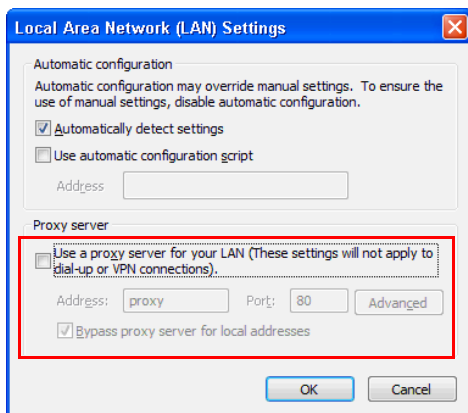 Local Area Network (LAN) Settings
Automatic configuration
Automatic configuration may override manual settings. To ensure the
use of manual settings, disable automatic configuration.
Automatically detect settings
Use automatic configuration script
Address
Proxy server
Use a proxy server for your LAN (These settings will not apply to
dial-up or VPN connections).
Address: proxy Port: 80 Advanced
Bypass proxy server for local addresses
OK Cancel